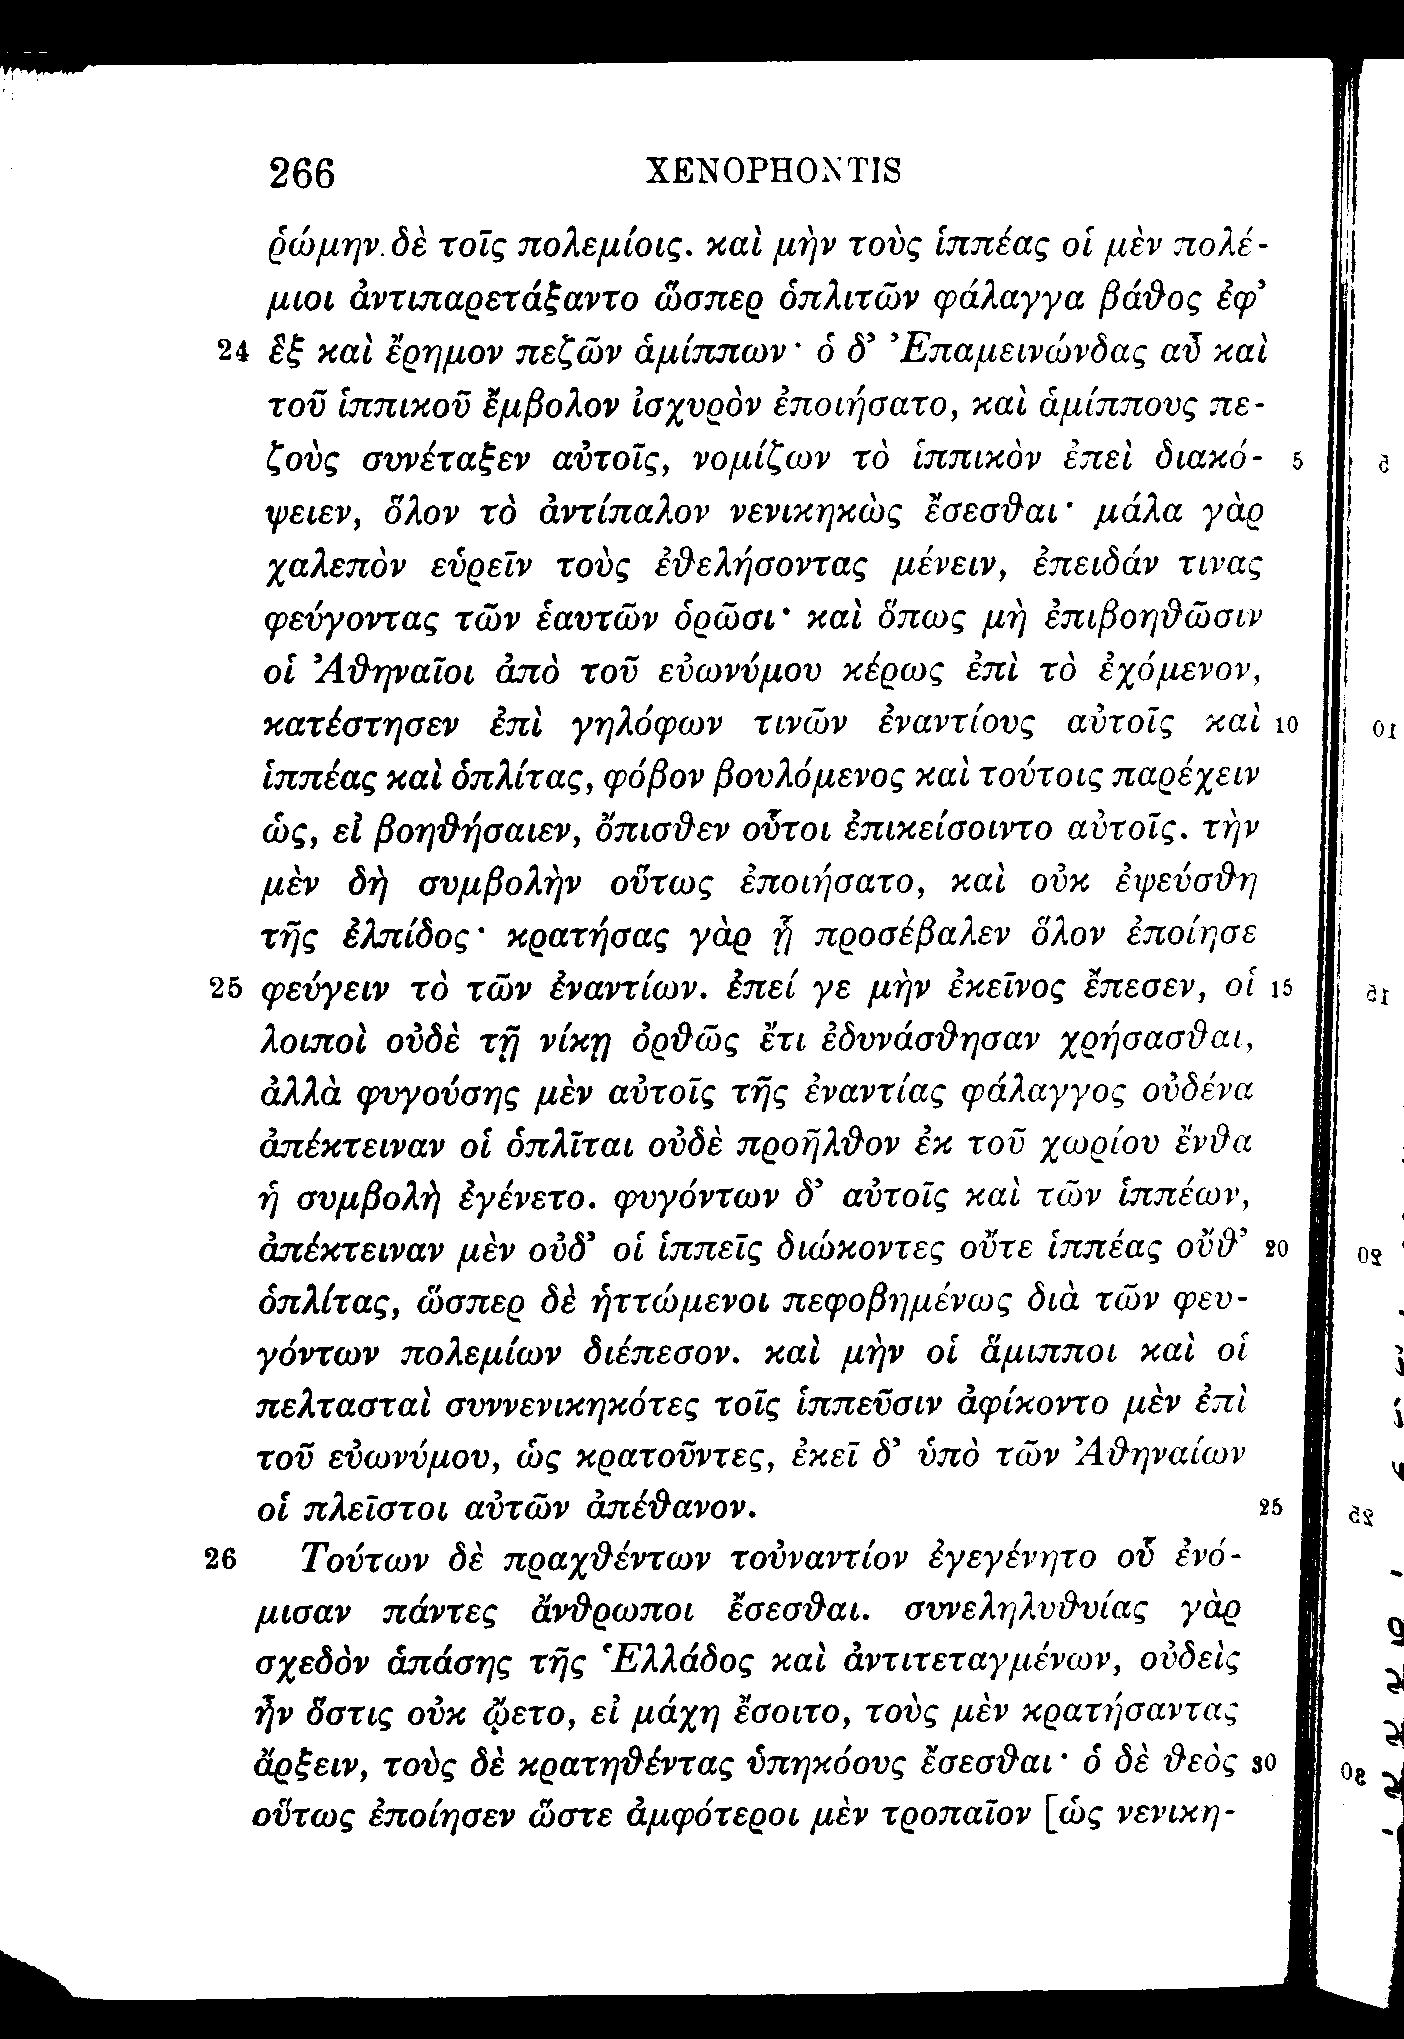 266 XENOPHONTIS
ρώμην. δὲ τοῖς πολεμίοις. καὶ μὴν τοὺς ἱππέας οἱ μὲν πολέ-
μιοι ἀντιπαρετάξαντο ὥσπερ ὁπλιτῶν φάλαγγα βάθος ἐφ’
24 ἓξ καὶ ἔρημον πεζῶν ἁμίππων· ὁ δ’ Ἐπαμεινώνδας αὖ καὶ
τοῦ ἱππικοῦ ἔμβολον ἰσχυρὸν ἐποιήσατο, καὶ ἁμίππους πε-
ζοὺς συνέταξεν αὐτοῖς, νομίζων τὸ ἱππικὸν ἐπεὶ διακό- 5
ψειεν, ὅλον τὸ ἀντίπαλον νενικηκὼς ἔσεσθαι· μάλα γὰρ
χαλεπὸν εὑρεῖν τοὺς ἐθελήσοντας μένειν, ἐπειδάν τινας
φεύγοντας τῶν ἑαυτῶν ὁρῶσι· καὶ ὅπως μὴ ἐπιβοηθῶσιν
οἱ Ἀθηναῖοι ἀπὸ τοῦ εὐωνύμου κέρως ἐπὶ τὸ ἐχόμενον,
κατέστησεν ἐπὶ γηλόφων τινῶν ἐναντίους αὐτοῖς καὶ 10
ἱππέας καὶ ὁπλίτας, φόβον βουλόμενος καὶ τούτοις παρέχειν
ὡς, εἰ βοηθήσαιεν, ὄπισθεν οὗτοι ἐπικείσοιντο αὐτοῖς. τὴν
μὲν δὴ συμβολὴν οὕτως ἐποιήσατο, καὶ οὐκ ἐψεύσθη
τῆς ἐλπίδος· κρατήσας γὰρ ᾗ προσέβαλεν ὅλον ἐποίησε
25 φεύγειν τὸ τῶν ἐναντίων. ἐπεί γε μὴν ἐκεῖνος ἔπεσεν, οἱ 15
λοιποὶ οὐδὲ τῇ νίκῃ ὀρθῶς ἔτι ἐδυνάσθησαν χρήσασθαι,
ἀλλὰ φυγούσης μὲν αὐτοῖς τῆς ἐναντίας φάλαγγος οὐδένα
ἀπέκτειναν οἱ ὁπλῖται οὐδὲ προῆλθον ἐκ τοῦ χωρίου ἔνθα
ἡ συμβολὴ ἐγένετο. φυγόντων δ’ αὐτοῖς καὶ τῶν ἱππέων,
ἀπέκτειναν μὲν οὐδ’ οἱ ἱππεῖς διώκοντες οὔτε ἱππέας οὔθ’ 20
ὁπλίτας, ὥσπερ δὲ ἡττώμενοι πεφοβημένως διὰ τῶν φευ-
γόντων πολεμίων διέπεσον. καὶ μὴν οἱ ἅμιπποι καὶ οἱ
πελτασταὶ συννενικηκότες τοῖς ἱππεῦσιν ἀφίκοντο μὲν ἐπὶ
τοῦ εὐωνύμου, ὡς κρατοῦντες, ἐκεῖ δ’ ὑπὸ τῶν Ἀθηναίων
οἱ πλεῖστοι αὐτῶν ἀπέθανον. 25
26 Τούτων δὲ πραχθέντων τοὐναντίον ἐγεγένητο οὗ ἐνό-
μισαν πάντες ἄνθρωποι ἔσεσθαι. συνεληλυθυίας γὰρ
σχεδὸν ἁπάσης τῆς Ἑλλάδος καὶ ἀντιτεταγμένων, οὐδεὶς
ἦν ὅστις οὐκ ᾤετο, εἰ μάχη ἔσοιτο, τοὺς μὲν κρατήσαντας
ἄρξειν, τοὺς δὲ κρατηθέντας ὑπηκόους ἔσεσθαι· ὁ δὲ θεὸς 30
οὕτως ἐποίησεν ὥστε ἀμφότεροι μὲν τροπαῖον [ὡς νενικη-